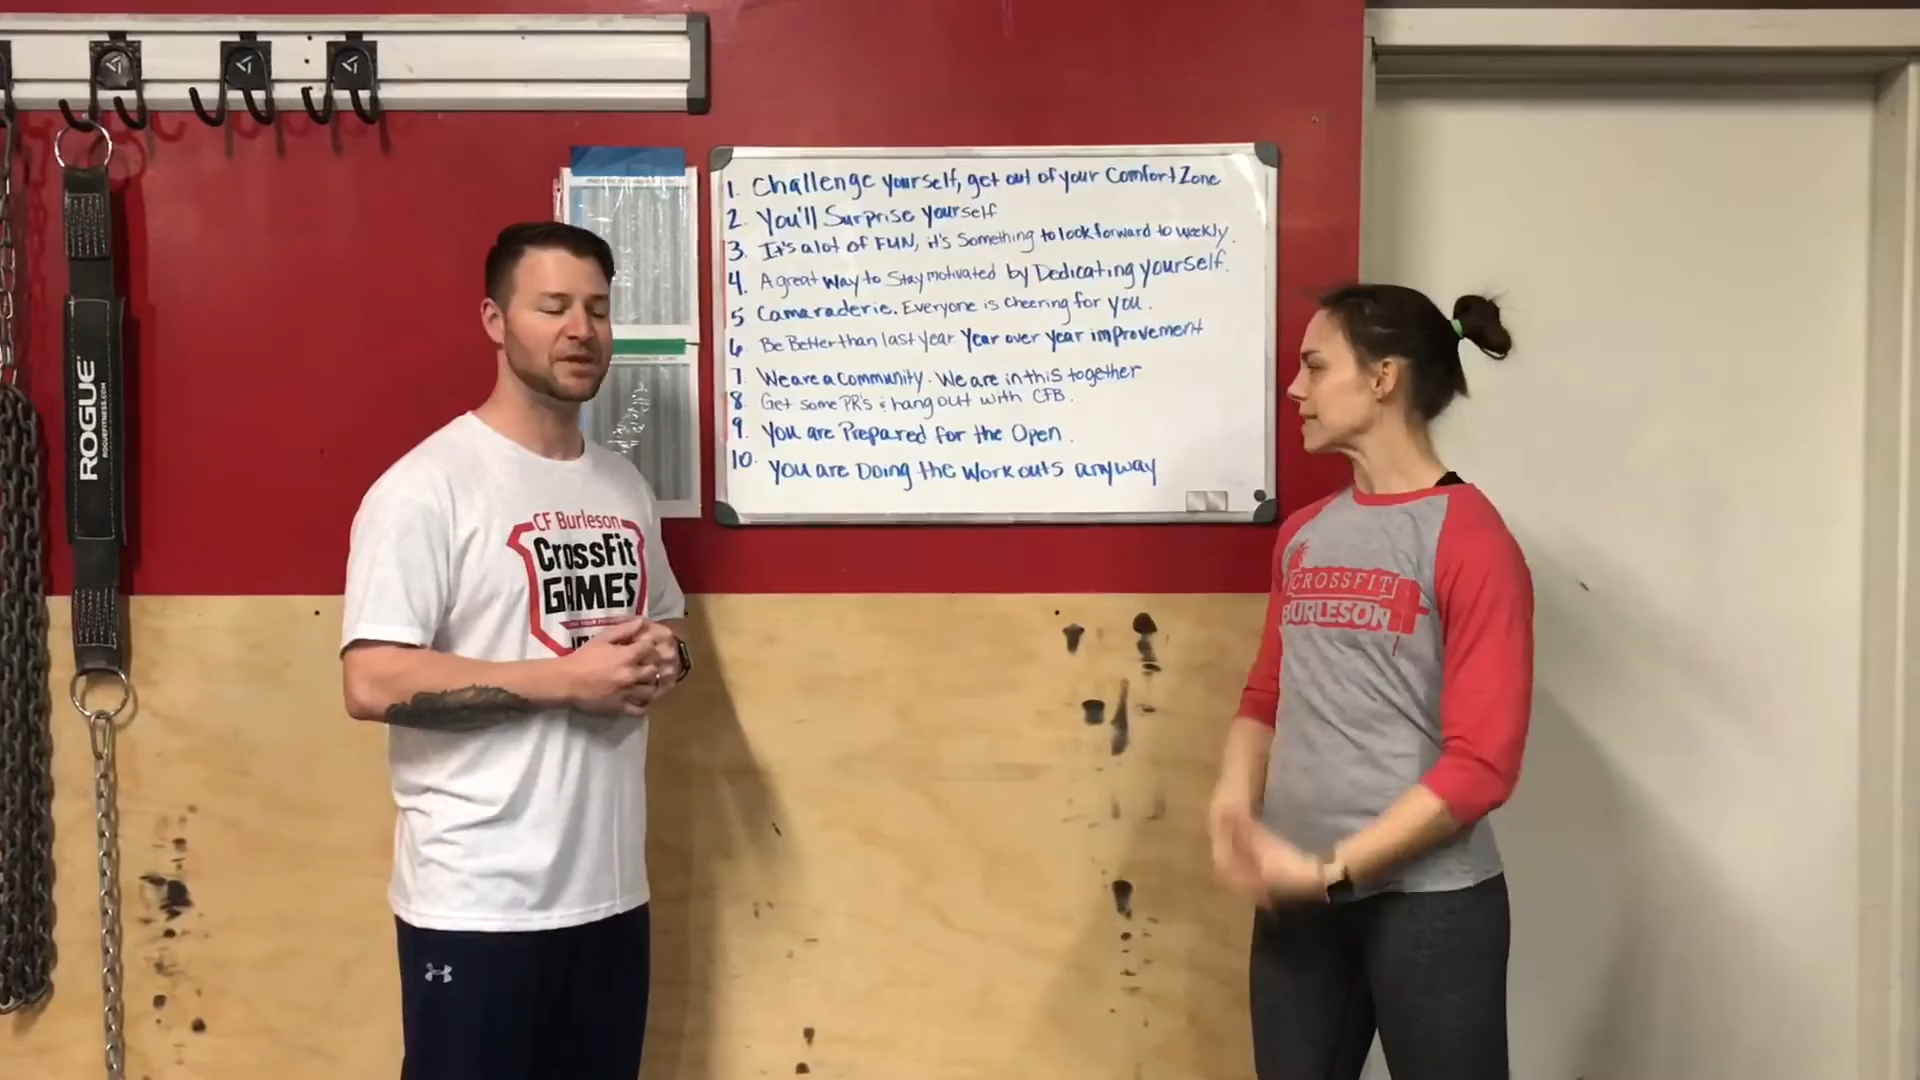 1. Challenge yourself, get out of your Comfort Zone
2. You'll Surprise yourself
3. It's a lot of FUN, it's Something to look forward to weekly.
4. A great way to Stay motivated by Dedicating yourself.
5 Camaraderie. Everyone is cheering for you.
6 Be Better than last year. Year over year improvement
7. We are a community. We are in this together
8. Get some PR's & hang out with CFB.
9. You are Prepared for the Open.
10. You are Doing the Workouts anyway
ROGUE
ROGUEFITNESS.COM
CF Burleson
CrossFit
GAMES
CROSSFIT
BURLESON